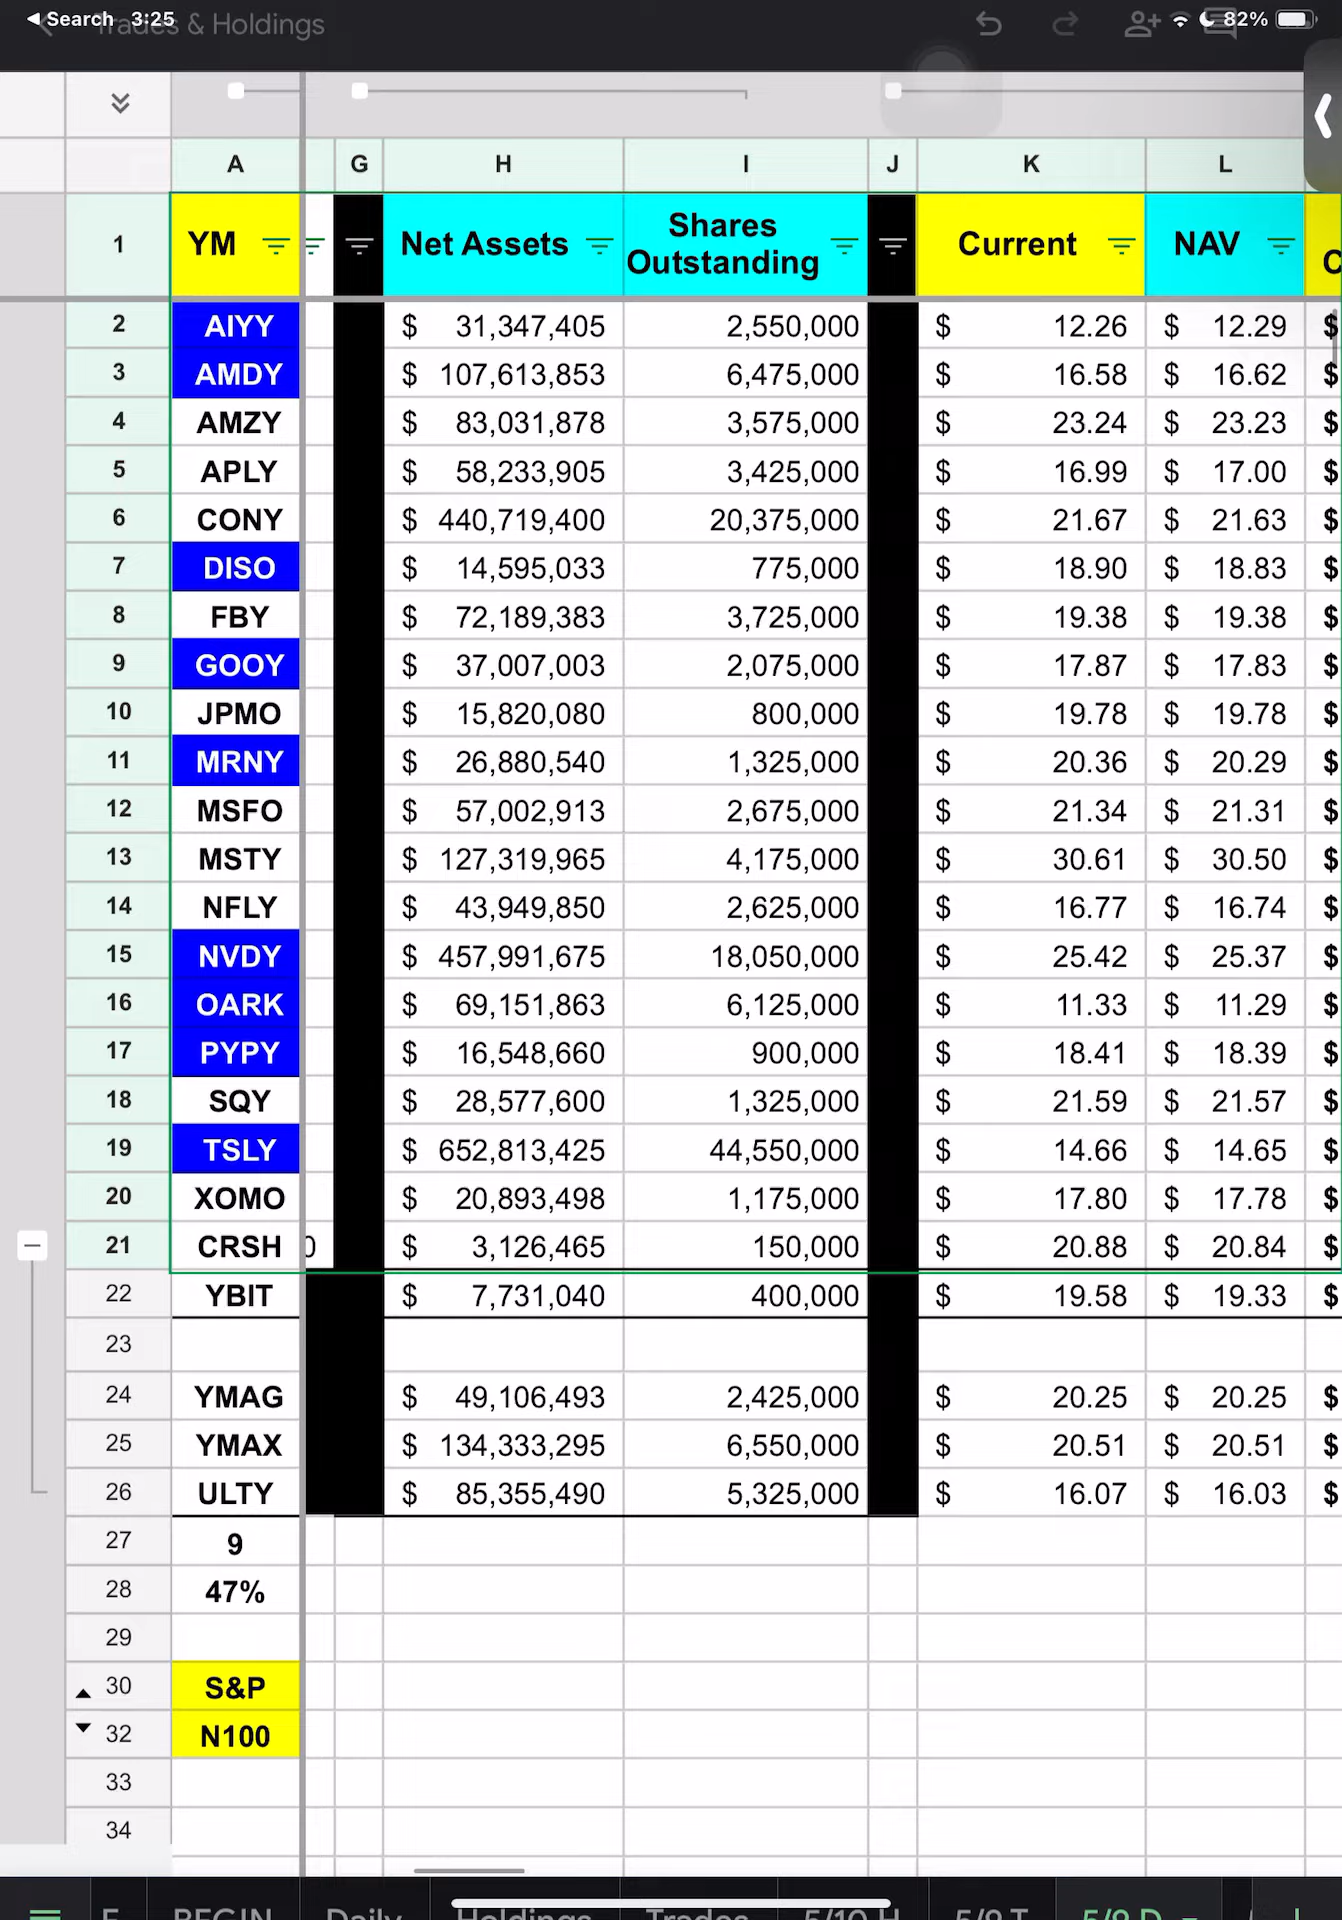 ◀ Search 3:25 82%
Trades & Holdings
A G H I J K L
1 YM Net Assets Shares Outstanding Current NAV
2 AIYY $ 31,347,405 2,550,000 $ 12.26 $ 12.29 $
3 AMDY $ 107,613,853 6,475,000 $ 16.58 $ 16.62 $
4 AMZY $ 83,031,878 3,575,000 $ 23.24 $ 23.23 $
5 APLY $ 58,233,905 3,425,000 $ 16.99 $ 17.00 $
6 CONY $ 440,719,400 20,375,000 $ 21.67 $ 21.63 $
7 DISO $ 14,595,033 775,000 $ 18.90 $ 18.83 $
8 FBY $ 72,189,383 3,725,000 $ 19.38 $ 19.38 $
9 GOOY $ 37,007,003 2,075,000 $ 17.87 $ 17.83 $
10 JPMO $ 15,820,080 800,000 $ 19.78 $ 19.78 $
11 MRNY $ 26,880,540 1,325,000 $ 20.36 $ 20.29 $
12 MSFO $ 57,002,913 2,675,000 $ 21.34 $ 21.31 $
13 MSTY $ 127,319,965 4,175,000 $ 30.61 $ 30.50 $
14 NFLY $ 43,949,850 2,625,000 $ 16.77 $ 16.74 $
15 NVDY $ 457,991,675 18,050,000 $ 25.42 $ 25.37 $
16 OARK $ 69,151,863 6,125,000 $ 11.33 $ 11.29 $
17 PYPY $ 16,548,660 900,000 $ 18.41 $ 18.39 $
18 SQY $ 28,577,600 1,325,000 $ 21.59 $ 21.57 $
19 TSLY $ 652,813,425 44,550,000 $ 14.66 $ 14.65 $
20 XOMO $ 20,893,498 1,175,000 $ 17.80 $ 17.78 $
21 CRSH 0 $ 3,126,465 150,000 $ 20.88 $ 20.84 $
22 YBIT $ 7,731,040 400,000 $ 19.58 $ 19.33 $
23
24 YMAG $ 49,106,493 2,425,000 $ 20.25 $ 20.25 $
25 YMAX $ 134,333,295 6,550,000 $ 20.51 $ 20.51 $
26 ULTY $ 85,355,490 5,325,000 $ 16.07 $ 16.03 $
27 9
28 47%
29
30 S&P
32 N100
33
34
BEGIN Daily Holdings Trades 5/10 H 5/9 T 5/9 D